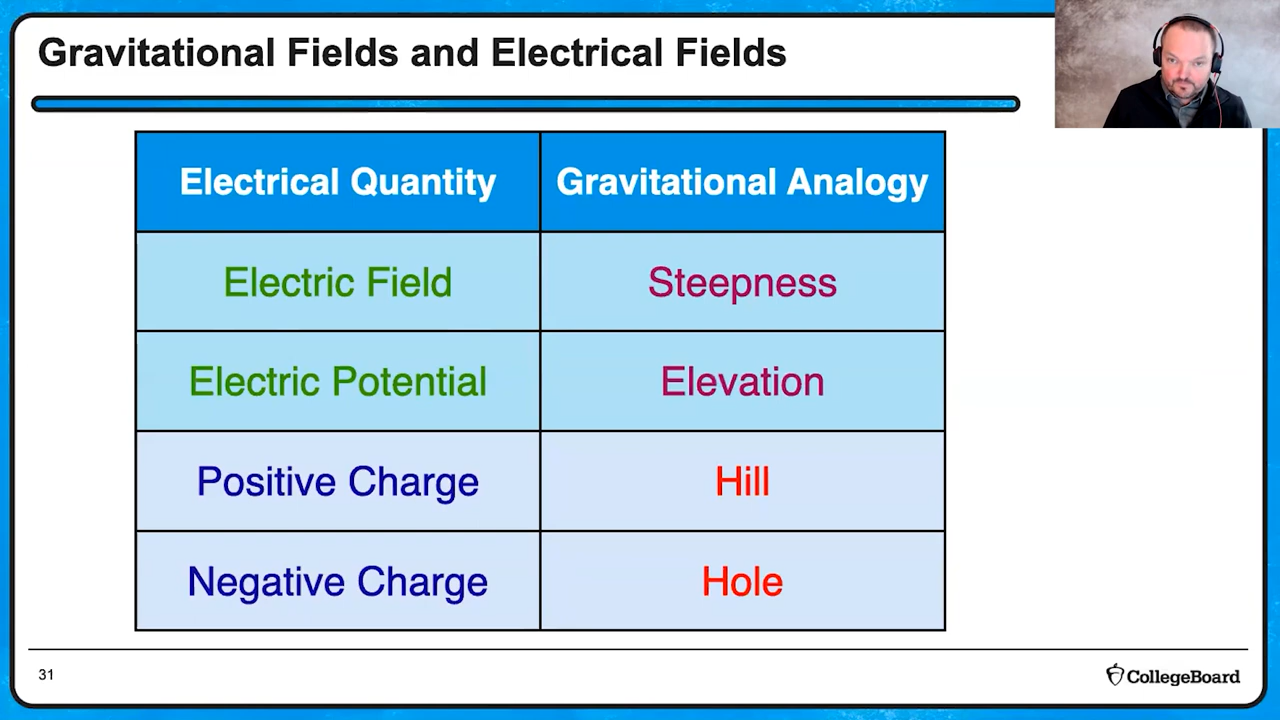 Gravitational Fields and Electrical Fields
Electrical Quantity Gravitational Analogy
Electric Field Steepness
Electric Potential Elevation
Positive Charge Hill
Negative Charge Hole
31
CollegeBoard